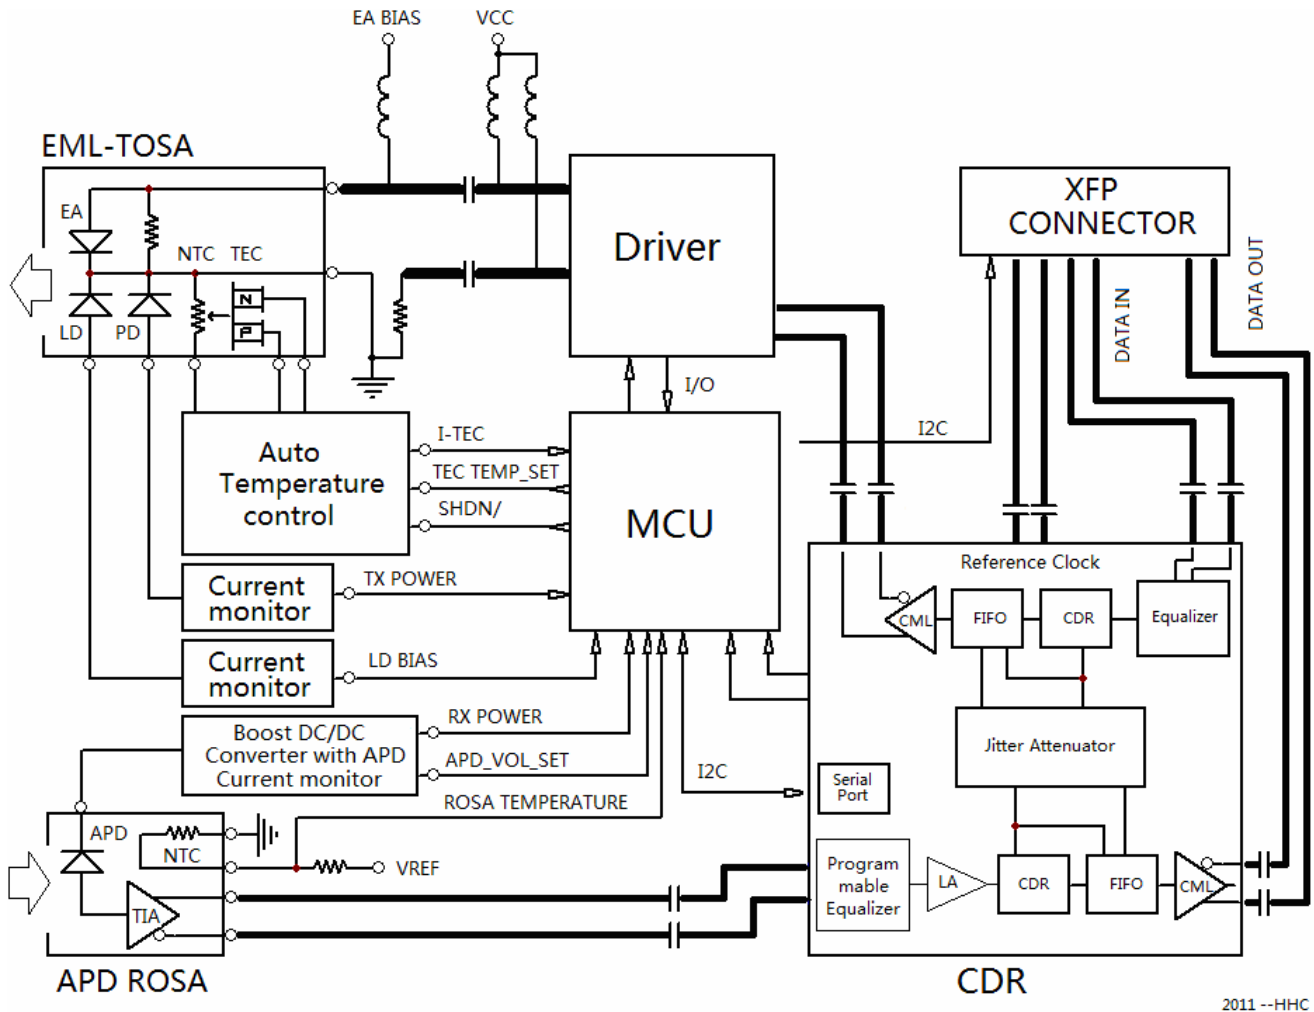 EA BIAS
VCC
EML-TOSA
EA
NTC TEC
LD
PD
N
P
Driver
XFP
CONNECTOR
DATA IN
DATA OUT
I/O
I2C
Auto
Temperature
control
I-TEC
TEC TEMP_SET
SHDN/
MCU
Current
monitor
TX POWER
Current
monitor
LD BIAS
Boost DC/DC
Converter with APD
Current monitor
RX POWER
APD_VOL_SET
ROSA TEMPERATURE
I2C
Reference Clock
CML
FIFO
CDR
Equalizer
Jitter Attenuator
Serial
Port
APD
NTC
VREF
TIA
Program
mable
Equalizer
LA
CDR
FIFO
CML
APD ROSA
CDR
2011 --HHC